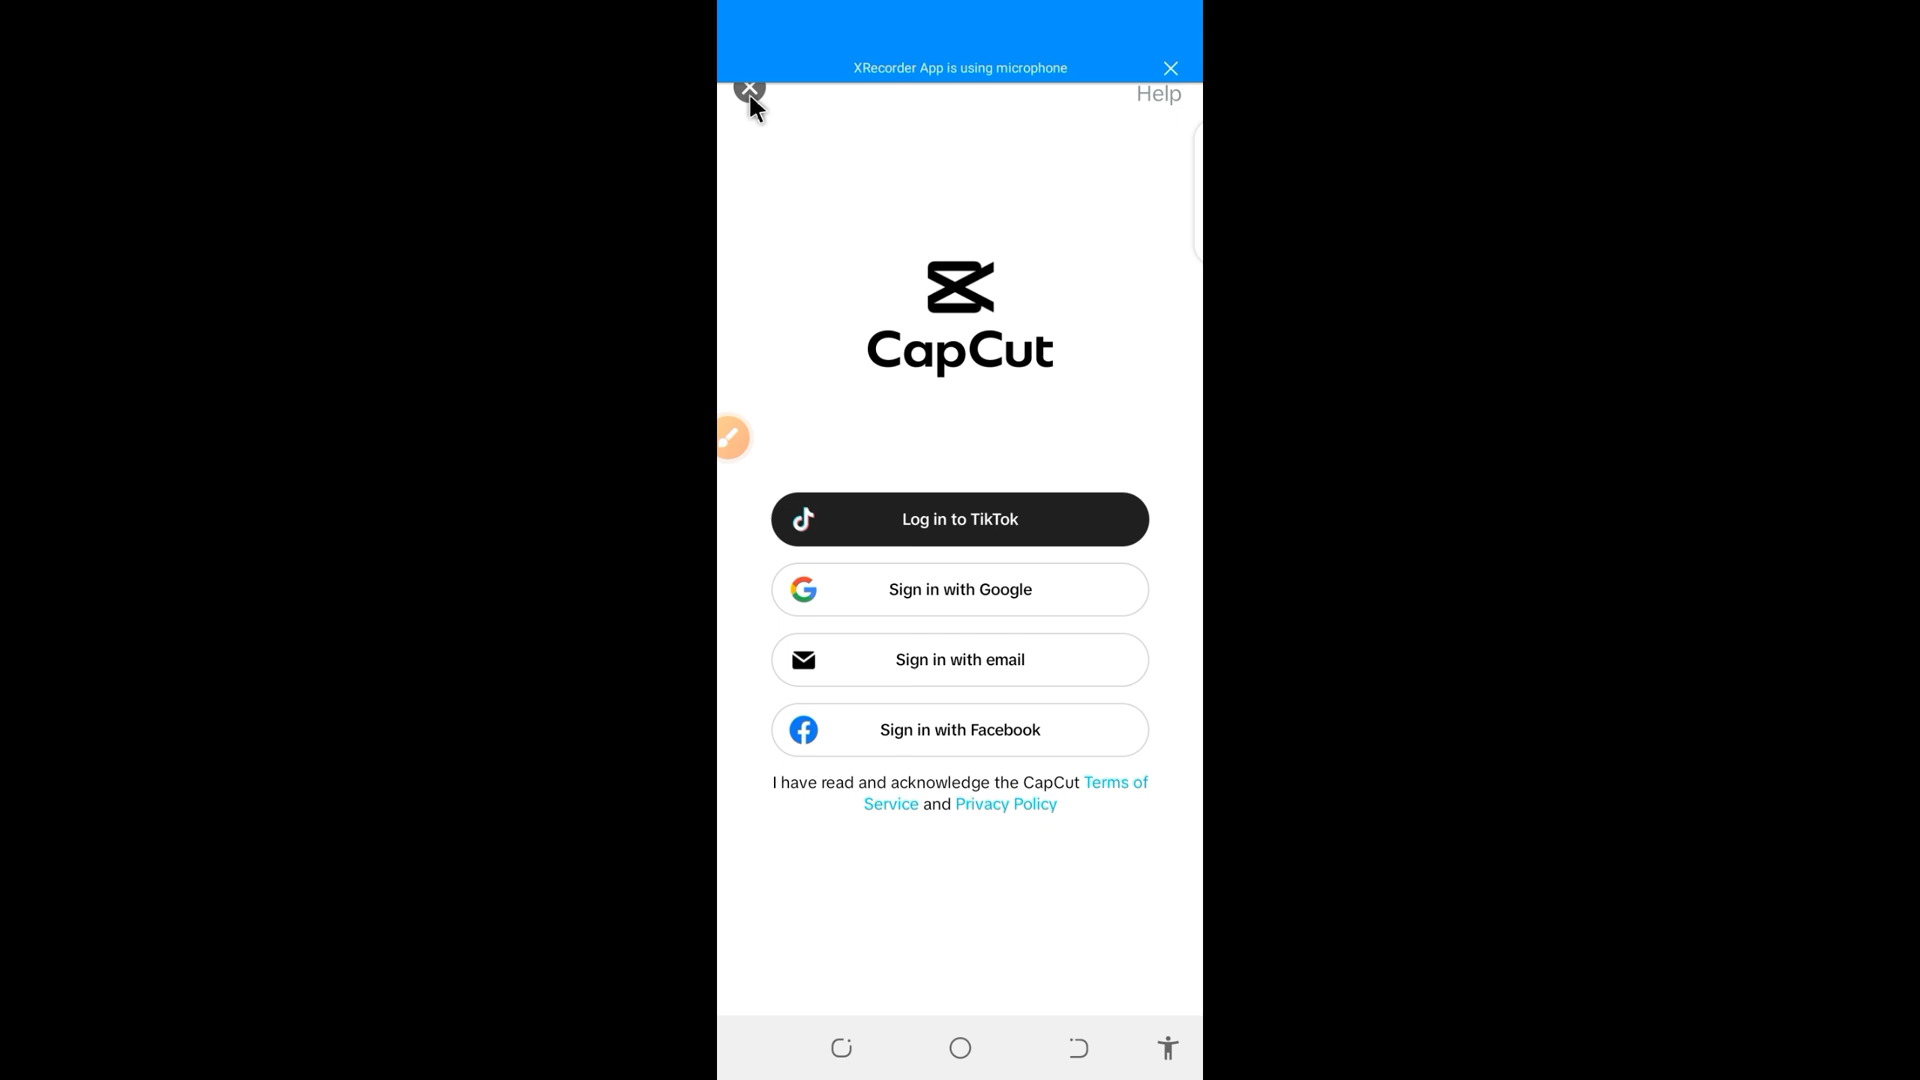 XRecorder App is using microphone
Help
CapCut
Log in to TikTok
Sign in with Google
Sign in with email
Sign in with Facebook
I have read and acknowledge the CapCut Terms of
Service and Privacy Policy